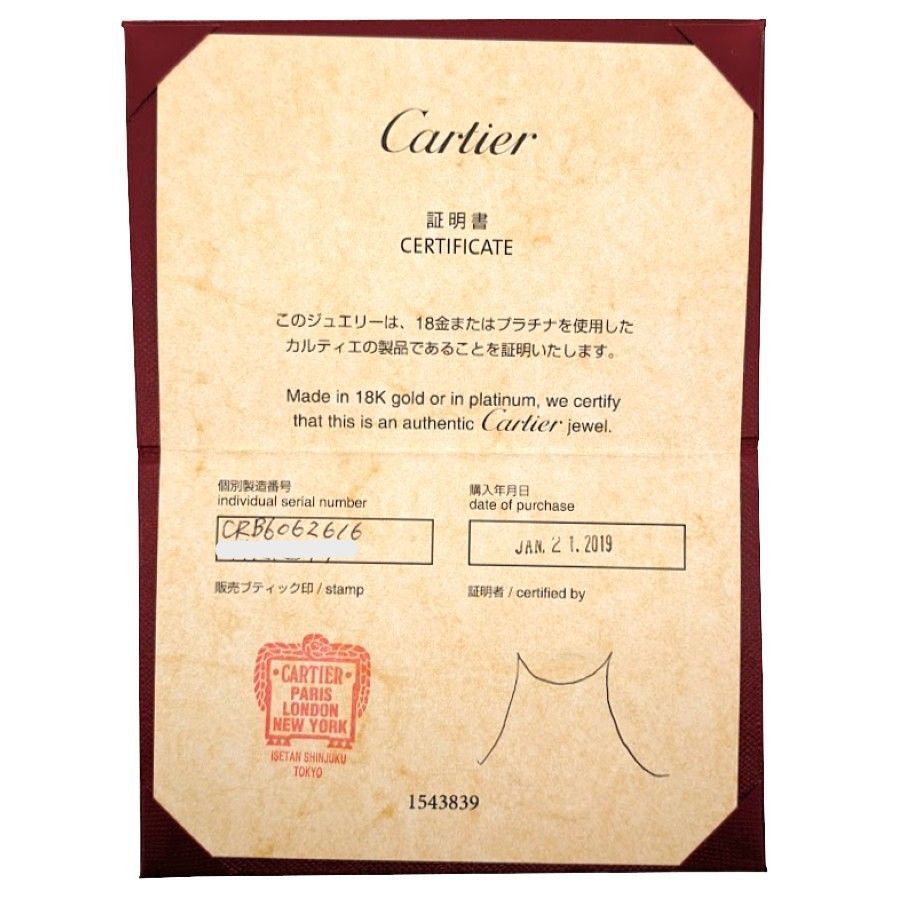 Cartier
証明書
CERTIFICATE
このジュエリーは、18金またはプラチナを使用した
カルティエの製品であることを証明いたします。
Made in 18K gold or in platinum, we certify
that this is an authentic Cartier jewel.
個別製造番号
individual serial number
CRB6062616
購入年月日
date of purchase
JAN. 21. 2019
販売ブティック印 / stamp
証明者 / certified by
CARTIER
PARIS
LONDON
NEW YORK
ISETAN SHINJUKU
TOKYO
1543839